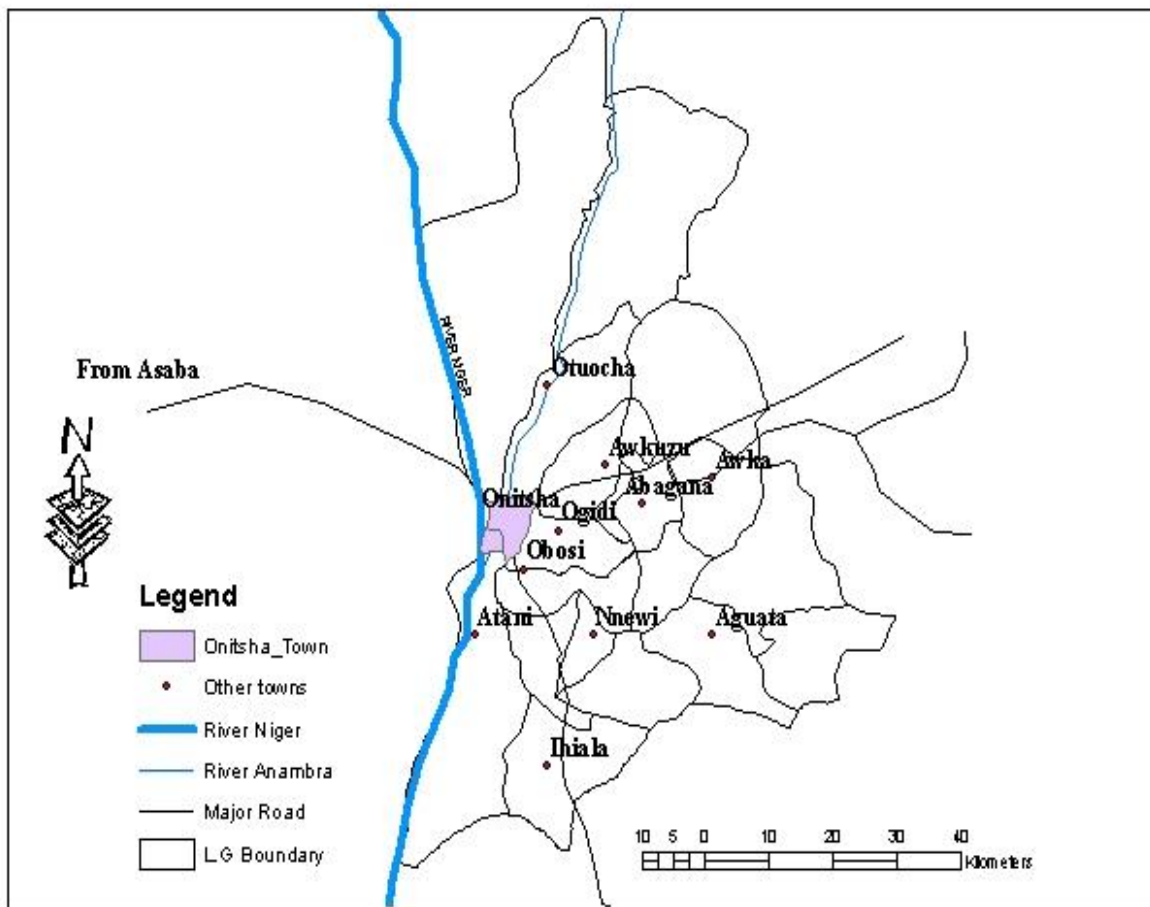 From Asaba
N
RIVER NIGER
Otuocha
Awkuzu
Awka
Abagana
Onitsha
Ogidi
Obosi
Atani
Nnewi
Aguata
Ihiala
Legend
Onitsha_Town
Other towns
River Niger
River Anambra
Major Road
L.G Boundary
10 5 0 10 20 30 40
Kilometers